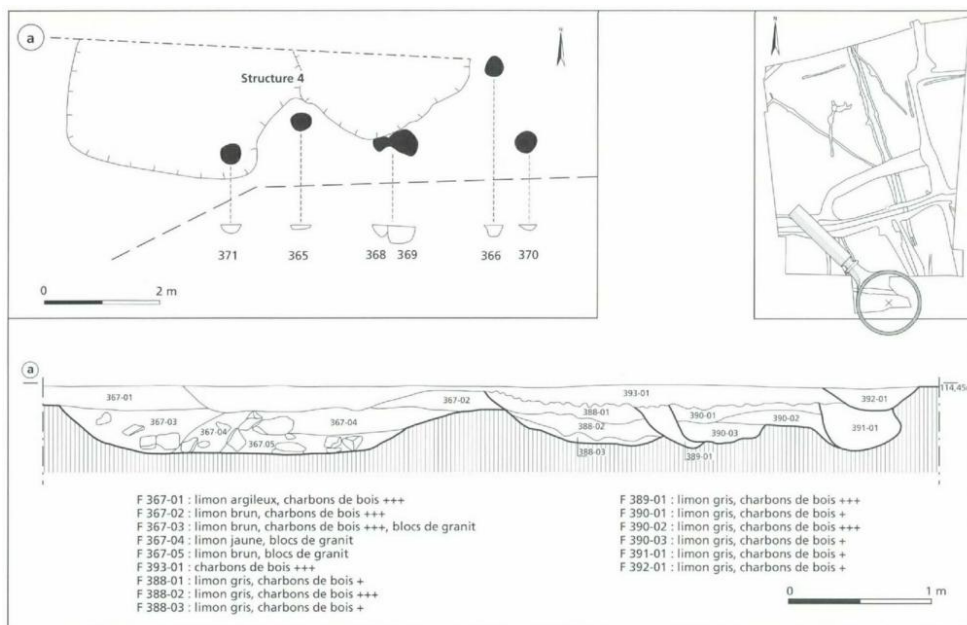 a
N
N
Structure 4
371 365 368 369 366 370
0 2 m
a
367-01
367-02
393-01
392-01
114,45
367-03
367-04
367-04
367-05
388-01
388-02
388-03
390-01
390-02
390-03
389-01
391-01
F 367-01 : limon argileux, charbons de bois +++
F 367-02 : limon brun, charbons de bois +++
F 367-03 : limon brun, charbons de bois +++, blocs de granit
F 367-04 : limon jaune, blocs de granit
F 367-05 : limon brun, blocs de granit
F 393-01 : charbons de bois +++
F 388-01 : limon gris, charbons de bois +
F 388-02 : limon gris, charbons de bois +++
F 388-03 : limon gris, charbons de bois +
F 389-01 : limon gris, charbons de bois +++
F 390-01 : limon gris, charbons de bois +
F 390-02 : limon gris, charbons de bois +++
F 390-03 : limon gris, charbons de bois +
F 391-01 : limon gris, charbons de bois +
F 392-01 : limon gris, charbons de bois +
0 1 m